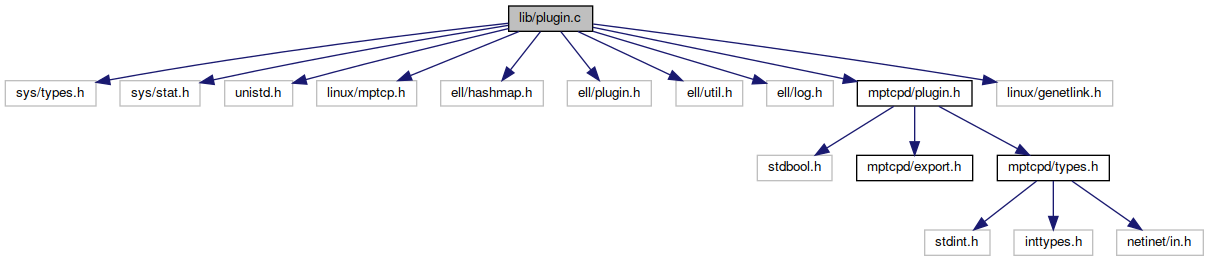 lib/plugin.c
sys/types.h
sys/stat.h
unistd.h
linux/mptcp.h
ell/hashmap.h
ell/plugin.h
ell/util.h
ell/log.h
mptcpd/plugin.h
linux/genetlink.h
stdbool.h
mptcpd/export.h
mptcpd/types.h
stdint.h
inttypes.h
netinet/in.h